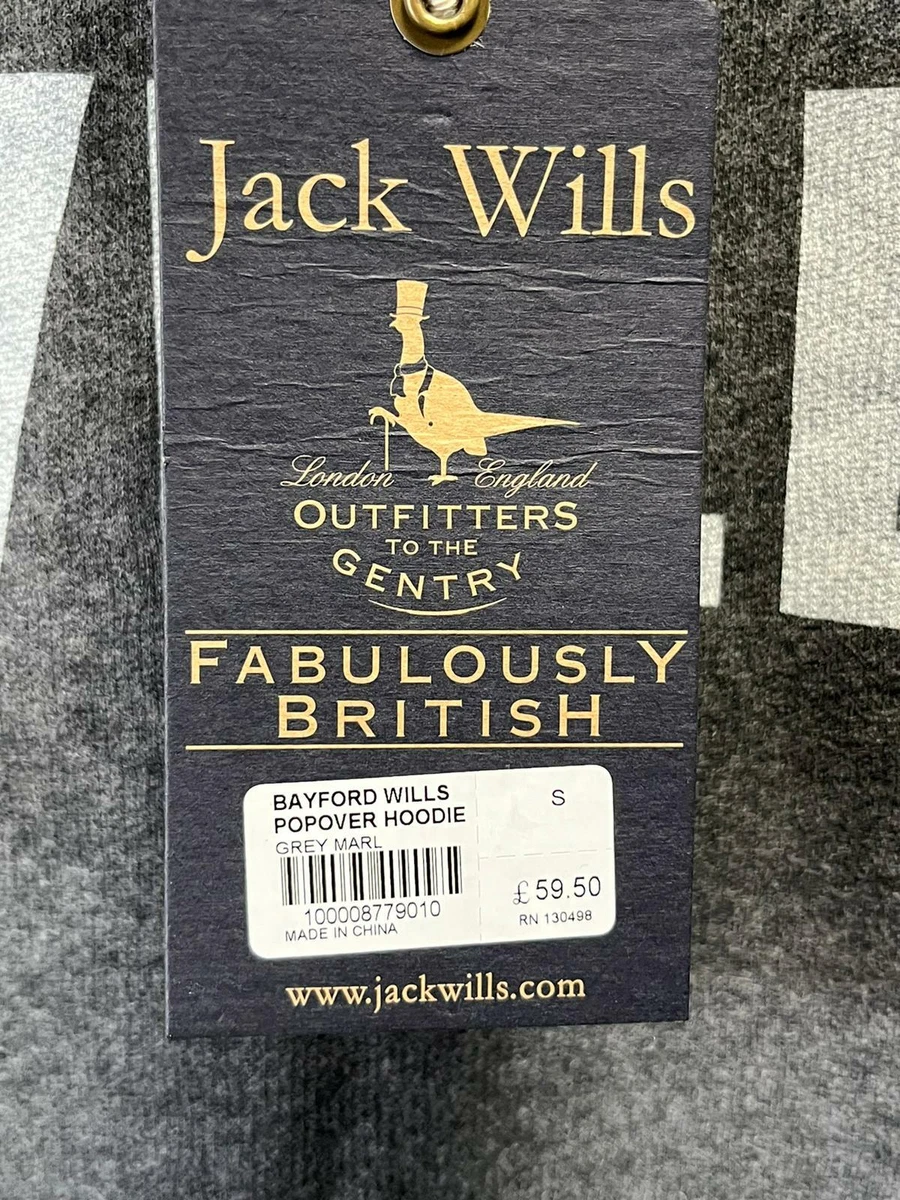 Jack Wills
London England
OUTFITTERS
TO THE
GENTRY
FABULOUSLY
BRITISH
BAYFORD WILLS
POPOVER HOODIE
GREY MARL
100008779010
MADE IN CHINA
S
£59.50
RN 130498
www.jackwills.com